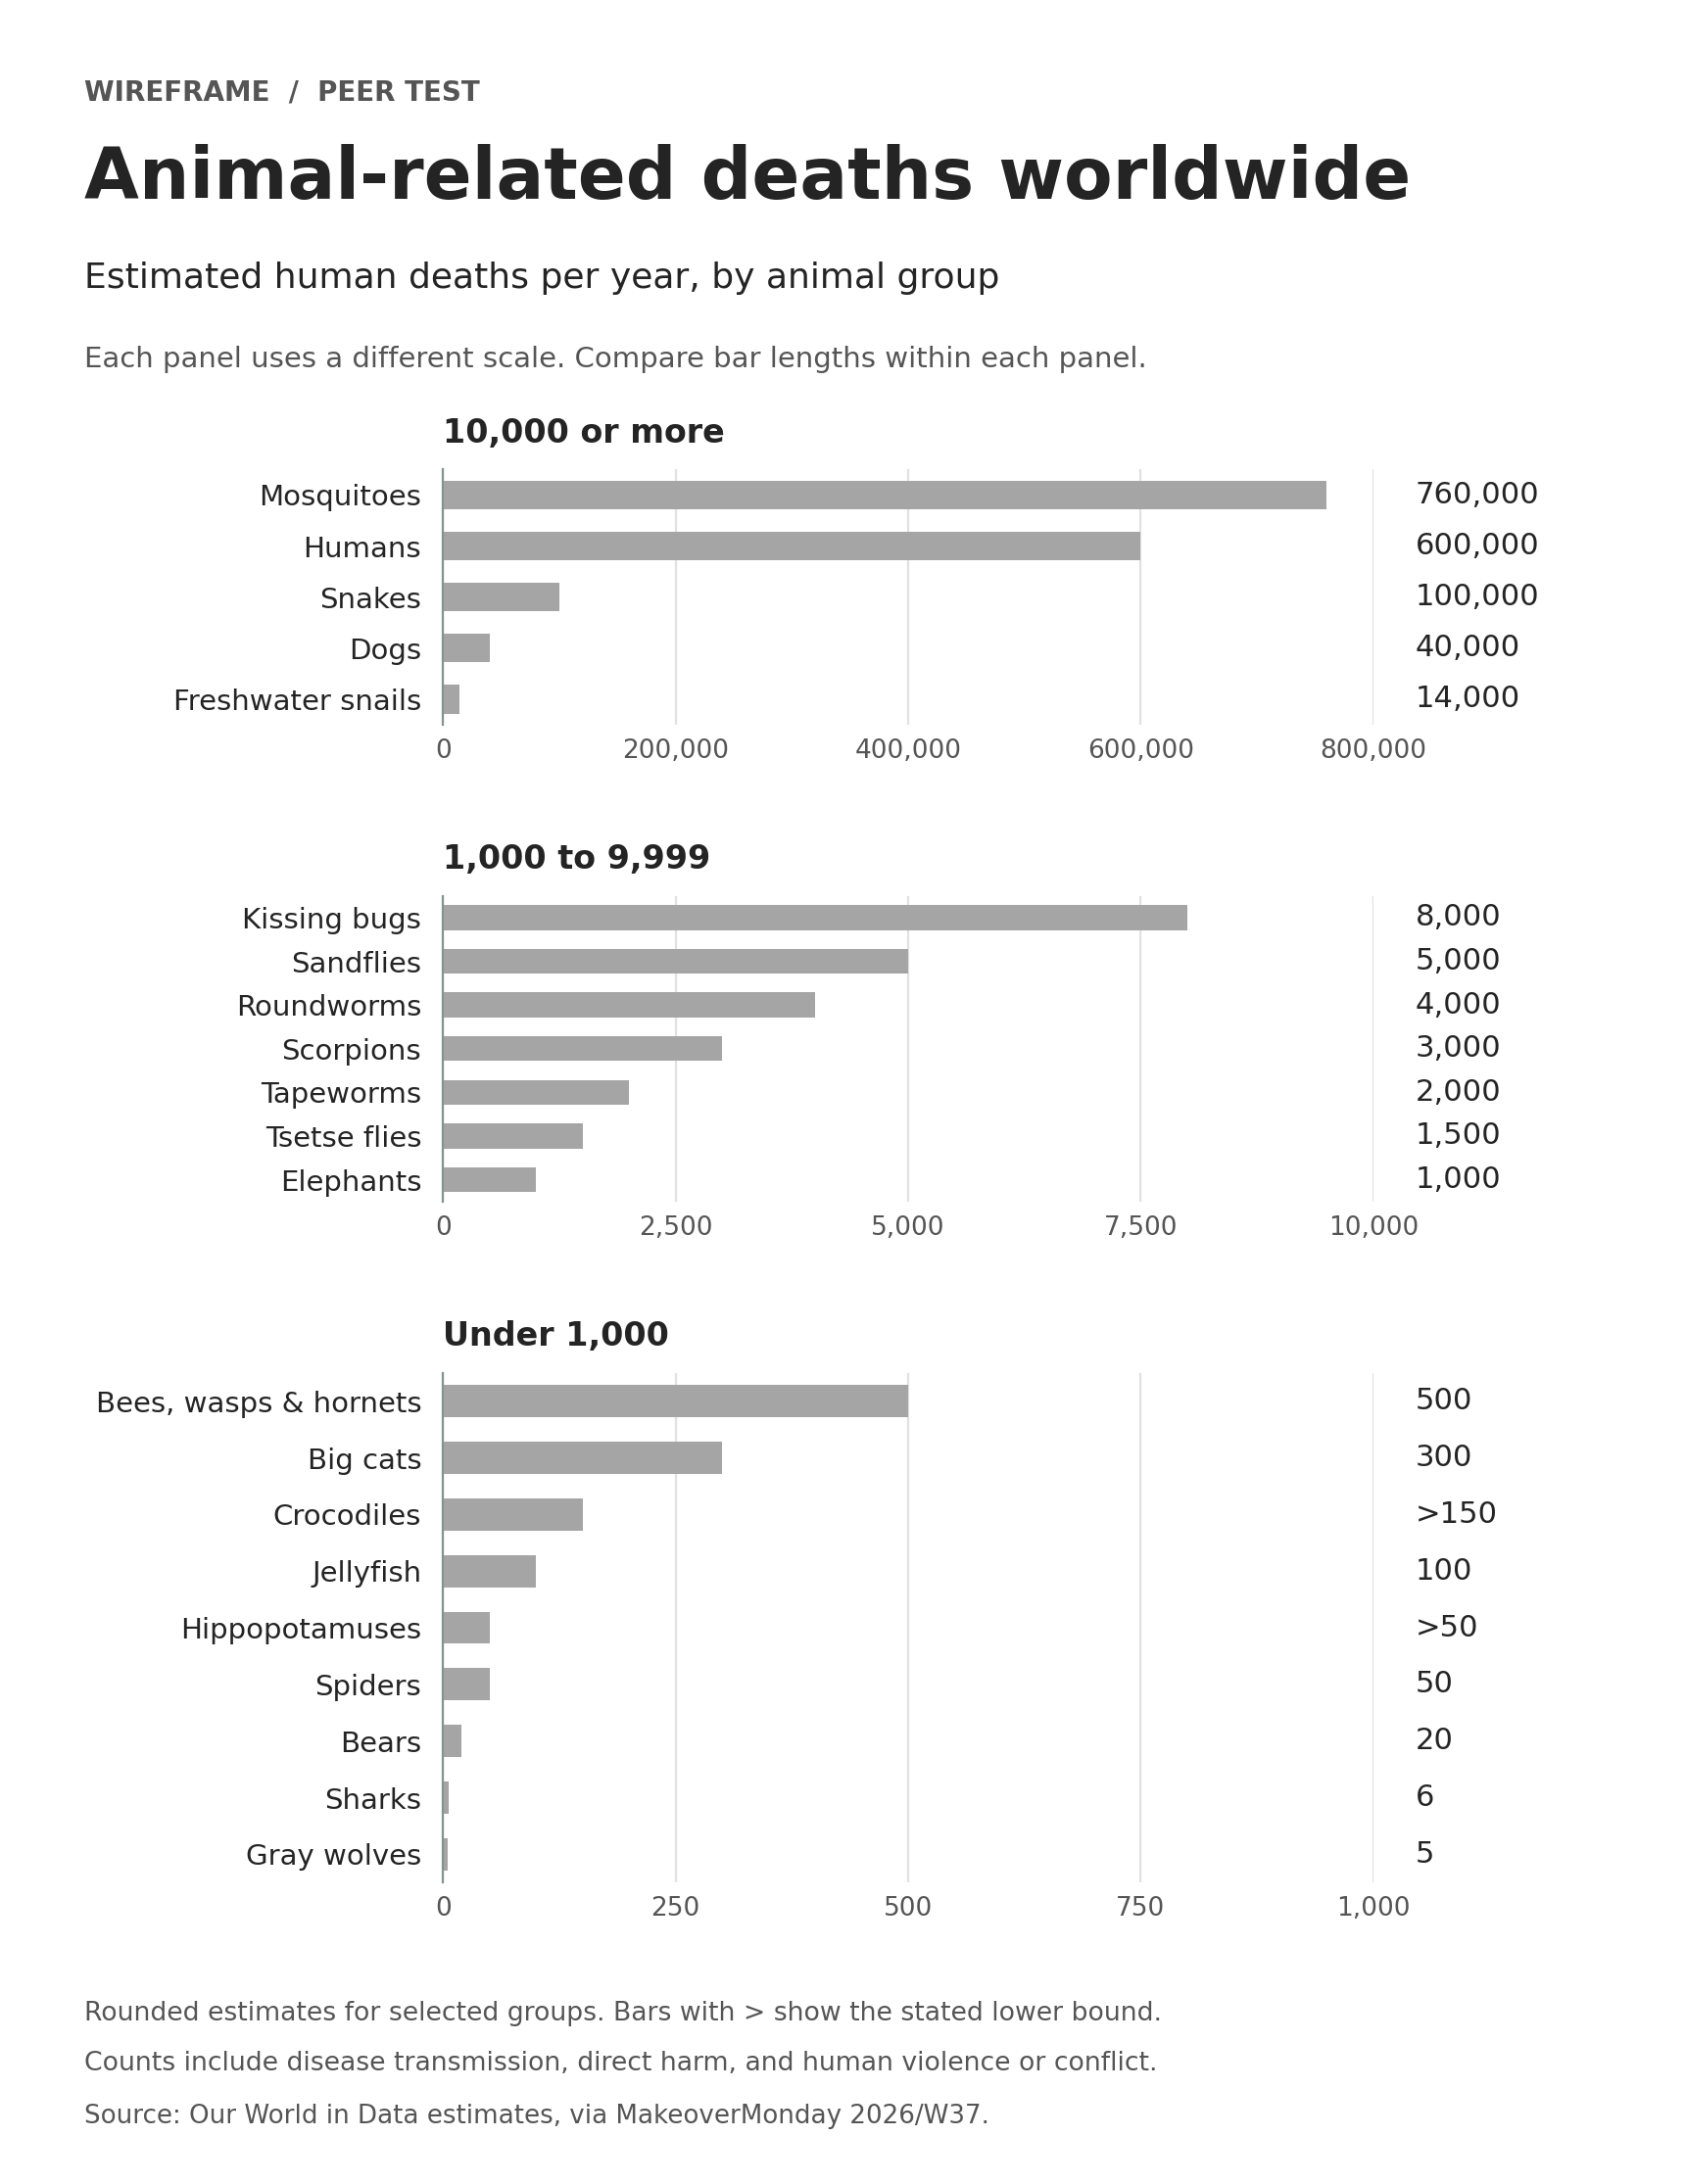 WIREFRAME / PEER TEST
Animal-related deaths worldwide
Estimated human deaths per year, by animal group
Each panel uses a different scale. Compare bar lengths within each panel.
10,000 or more
Mosquitoes 760,000
Humans 600,000
Snakes 100,000
Dogs 40,000
Freshwater snails 14,000
0 200,000 400,000 600,000 800,000
1,000 to 9,999
Kissing bugs 8,000
Sandflies 5,000
Roundworms 4,000
Scorpions 3,000
Tapeworms 2,000
Tsetse flies 1,500
Elephants 1,000
0 2,500 5,000 7,500 10,000
Under 1,000
Bees, wasps & hornets 500
Big cats 300
Crocodiles >150
Jellyfish 100
Hippopotamuses >50
Spiders 50
Bears 20
Sharks 6
Gray wolves 5
0 250 500 750 1,000
Rounded estimates for selected groups. Bars with > show the stated lower bound.
Counts include disease transmission, direct harm, and human violence or conflict.
Source: Our World in Data estimates, via MakeoverMonday 2026/W37.